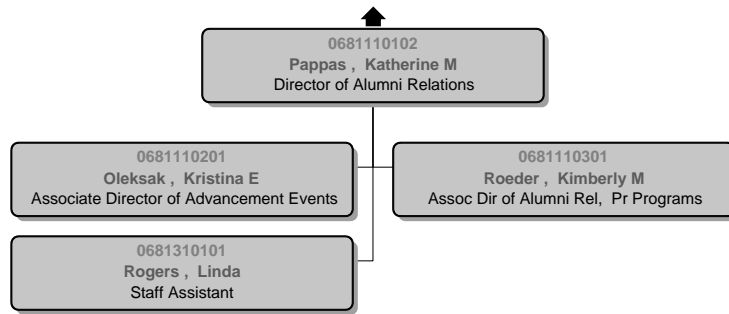 0681110102
Pappas , Katherine M
Director of Alumni Relations
0681110201
Oleksak , Kristina E
Associate Director of Advancement Events
0681110301
Roeder , Kimberly M
Assoc Dir of Alumni Rel, Pr Programs
0681310101
Rogers , Linda
Staff Assistant